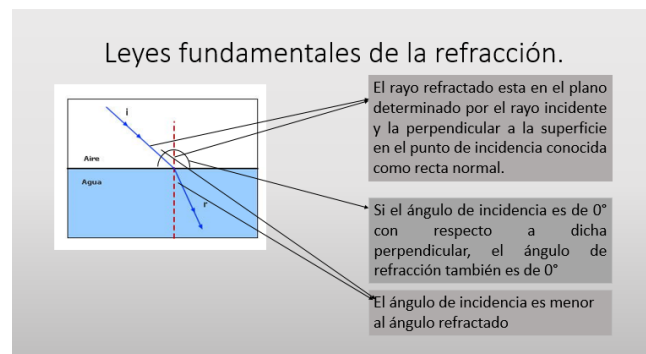 Leyes fundamentales de la refracción.
i
Aire
Agua
r
El rayo refractado esta en el plano
determinado por el rayo incidente
y la perpendicular a la superficie
en el punto de incidencia conocida
como recta normal.
Si el ángulo de incidencia es de 0°
con respecto a dicha
perpendicular, el ángulo de
refracción también es de 0°
El ángulo de incidencia es menor
al ángulo refractado